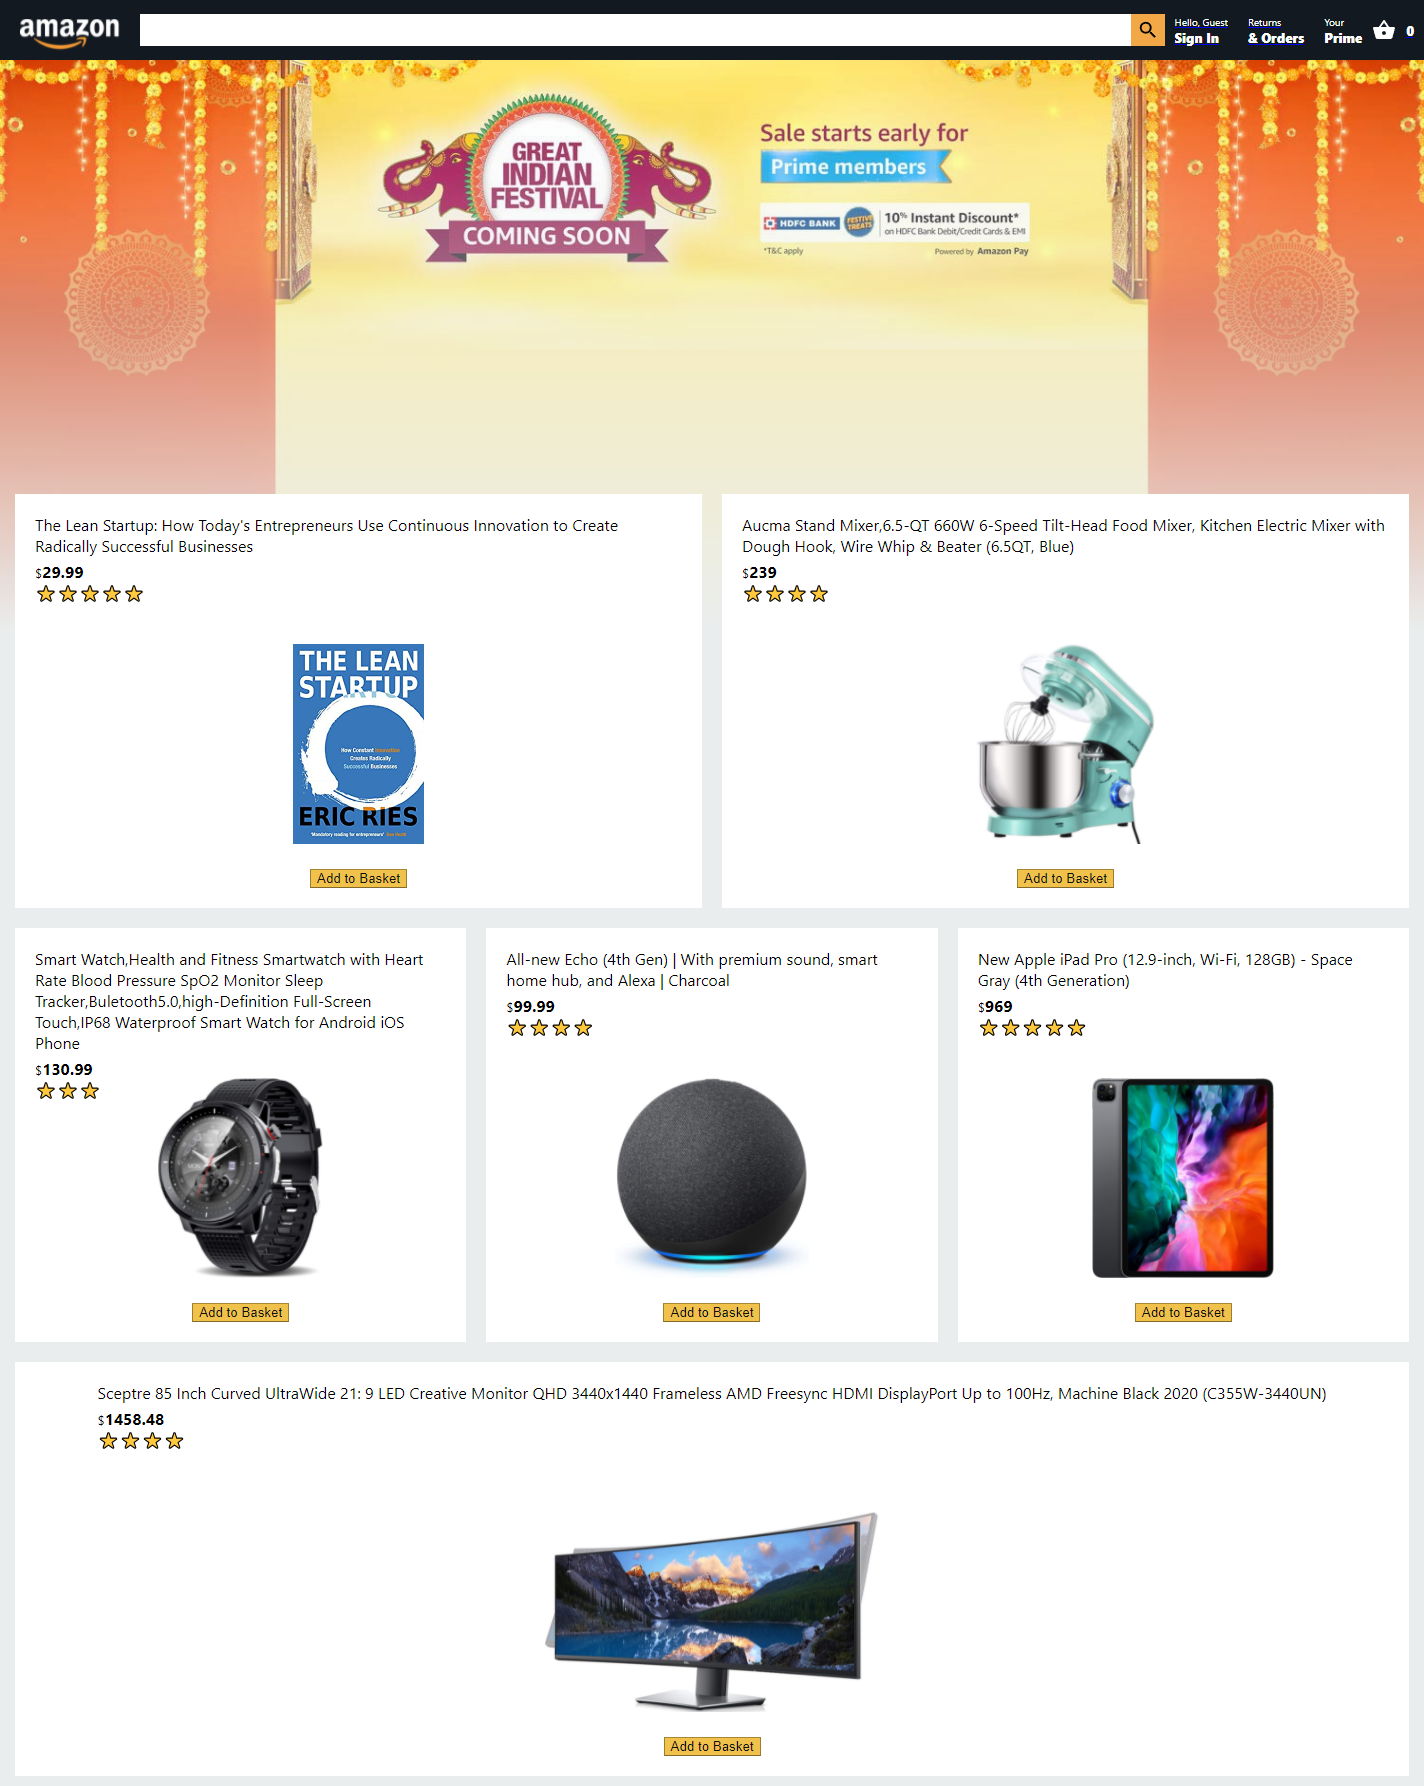 amazon
Hello, Guest
Sign In
Returns
& Orders
Your
Prime
0
GREAT
INDIAN
FESTIVAL
COMING SOON
Sale starts early for
Prime members
HDFC BANK
FESTIVE
TREATS
10% Instant Discount*
on HDFC Bank Debit/Credit Cards & EMI
*T&C apply
Powered by Amazon Pay
The Lean Startup: How Today's Entrepreneurs Use Continuous Innovation to Create
Radically Successful Businesses
$29.99
THE LEAN
STARTUP
How Constant Innovation
Creates Radically
Successful Businesses
ERIC RIES
'Mandatory reading for entrepreneurs'
Add to Basket
Aucma Stand Mixer,6.5-QT 660W 6-Speed Tilt-Head Food Mixer, Kitchen Electric Mixer with
Dough Hook, Wire Whip & Beater (6.5QT, Blue)
$239
Add to Basket
Smart Watch,Health and Fitness Smartwatch with Heart
Rate Blood Pressure SpO2 Monitor Sleep
Tracker,Buletooth5.0,high-Definition Full-Screen
Touch,IP68 Waterproof Smart Watch for Android iOS
Phone
$130.99
Add to Basket
All-new Echo (4th Gen) | With premium sound, smart
home hub, and Alexa | Charcoal
$99.99
Add to Basket
New Apple iPad Pro (12.9-inch, Wi-Fi, 128GB) - Space
Gray (4th Generation)
$969
Add to Basket
Sceptre 85 Inch Curved UltraWide 21: 9 LED Creative Monitor QHD 3440x1440 Frameless AMD Freesync HDMI DisplayPort Up to 100Hz, Machine Black 2020 (C355W-3440UN)
$1458.48
Add to Basket